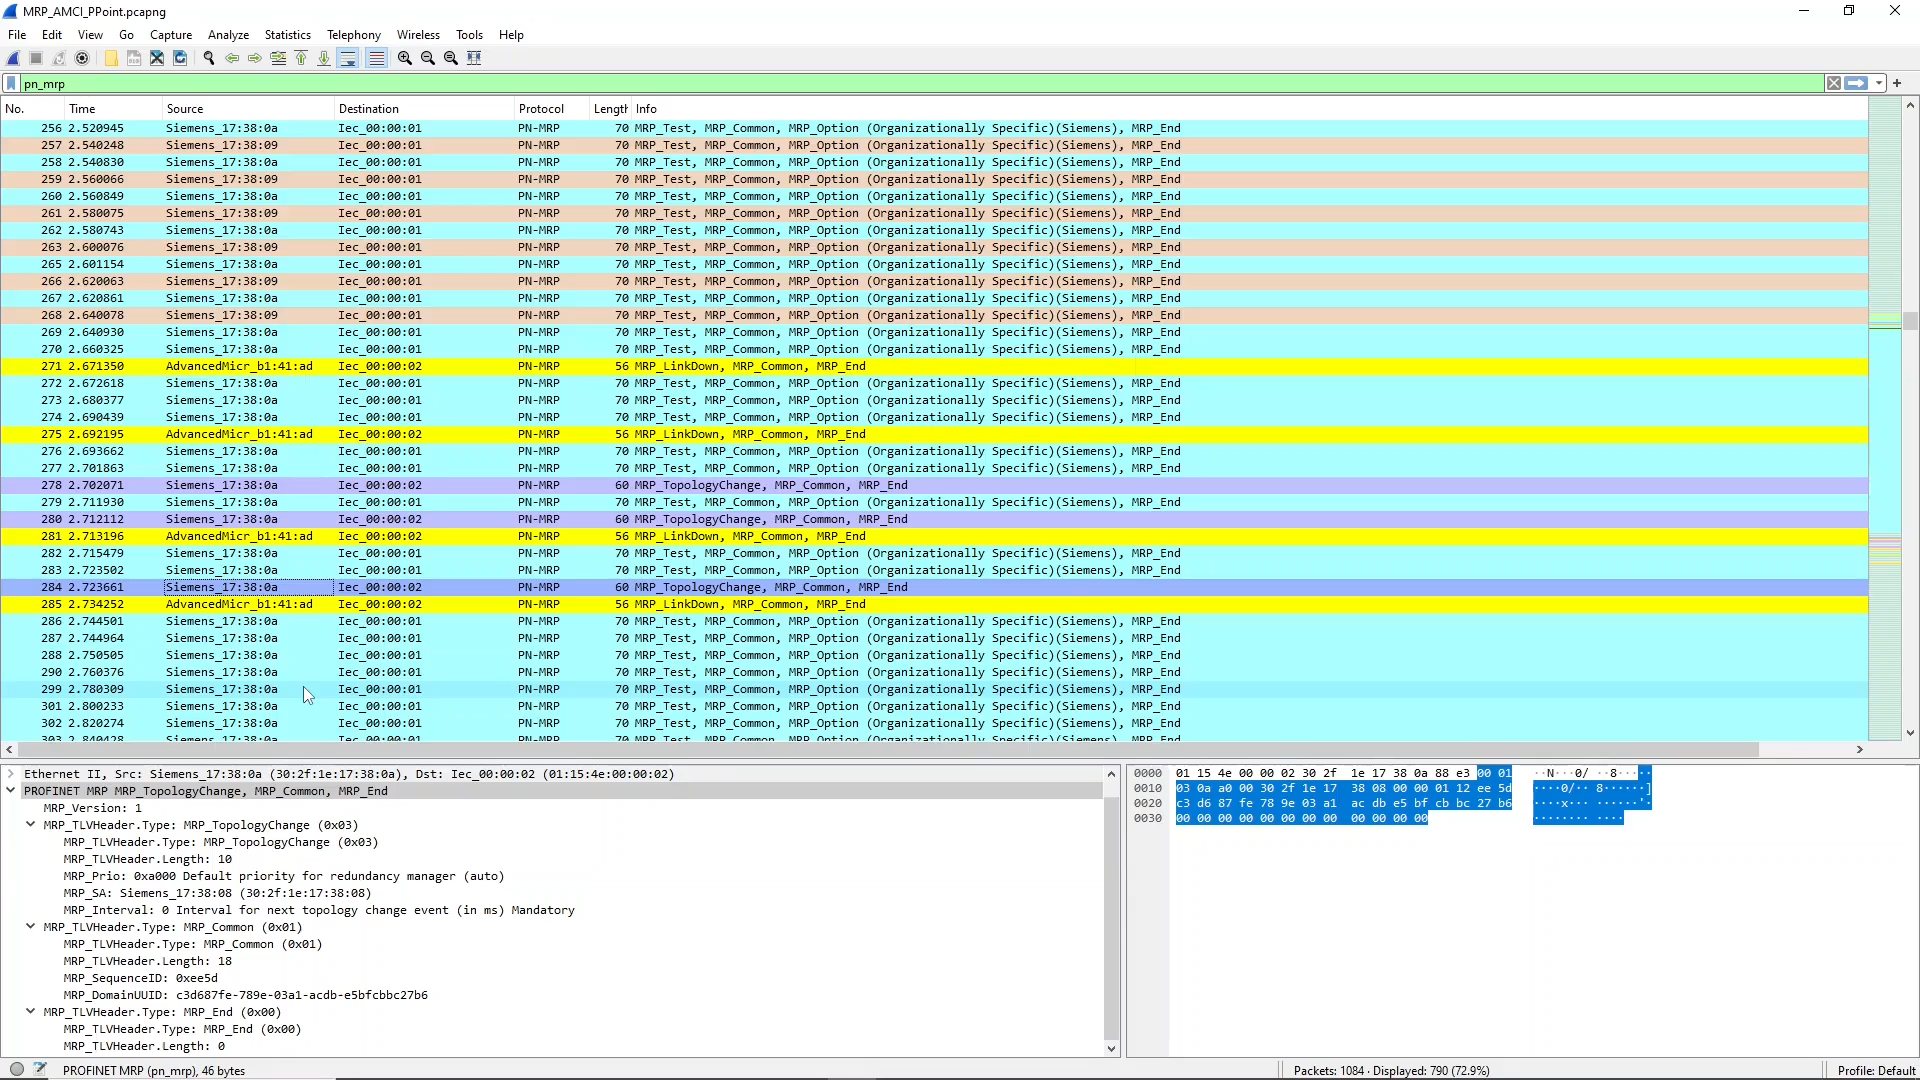 MRP_AMCI_PPoint.pcapng
File Edit View Go Capture Analyze Statistics Telephony Wireless Tools Help
pn_mrp
No. Time Source Destination Protocol Length Info
256 2.520945 Siemens_17:38:0a Iec_00:00:01 PN-MRP 70 MRP_Test, MRP_Common, MRP_Option (Organizationally Specific)(Siemens), MRP_End
257 2.540248 Siemens_17:38:09 Iec_00:00:01 PN-MRP 70 MRP_Test, MRP_Common, MRP_Option (Organizationally Specific)(Siemens), MRP_End
258 2.540830 Siemens_17:38:0a Iec_00:00:01 PN-MRP 70 MRP_Test, MRP_Common, MRP_Option (Organizationally Specific)(Siemens), MRP_End
259 2.560066 Siemens_17:38:09 Iec_00:00:01 PN-MRP 70 MRP_Test, MRP_Common, MRP_Option (Organizationally Specific)(Siemens), MRP_End
260 2.560849 Siemens_17:38:0a Iec_00:00:01 PN-MRP 70 MRP_Test, MRP_Common, MRP_Option (Organizationally Specific)(Siemens), MRP_End
261 2.580075 Siemens_17:38:09 Iec_00:00:01 PN-MRP 70 MRP_Test, MRP_Common, MRP_Option (Organizationally Specific)(Siemens), MRP_End
262 2.580743 Siemens_17:38:0a Iec_00:00:01 PN-MRP 70 MRP_Test, MRP_Common, MRP_Option (Organizationally Specific)(Siemens), MRP_End
263 2.600076 Siemens_17:38:09 Iec_00:00:01 PN-MRP 70 MRP_Test, MRP_Common, MRP_Option (Organizationally Specific)(Siemens), MRP_End
265 2.601154 Siemens_17:38:0a Iec_00:00:01 PN-MRP 70 MRP_Test, MRP_Common, MRP_Option (Organizationally Specific)(Siemens), MRP_End
266 2.620063 Siemens_17:38:09 Iec_00:00:01 PN-MRP 70 MRP_Test, MRP_Common, MRP_Option (Organizationally Specific)(Siemens), MRP_End
267 2.620861 Siemens_17:38:0a Iec_00:00:01 PN-MRP 70 MRP_Test, MRP_Common, MRP_Option (Organizationally Specific)(Siemens), MRP_End
268 2.640078 Siemens_17:38:09 Iec_00:00:01 PN-MRP 70 MRP_Test, MRP_Common, MRP_Option (Organizationally Specific)(Siemens), MRP_End
269 2.640930 Siemens_17:38:0a Iec_00:00:01 PN-MRP 70 MRP_Test, MRP_Common, MRP_Option (Organizationally Specific)(Siemens), MRP_End
270 2.660325 Siemens_17:38:0a Iec_00:00:01 PN-MRP 70 MRP_Test, MRP_Common, MRP_Option (Organizationally Specific)(Siemens), MRP_End
271 2.671350 AdvancedMicr_b1:41:ad Iec_00:00:02 PN-MRP 56 MRP_LinkDown, MRP_Common, MRP_End
272 2.672618 Siemens_17:38:0a Iec_00:00:01 PN-MRP 70 MRP_Test, MRP_Common, MRP_Option (Organizationally Specific)(Siemens), MRP_End
273 2.680377 Siemens_17:38:0a Iec_00:00:01 PN-MRP 70 MRP_Test, MRP_Common, MRP_Option (Organizationally Specific)(Siemens), MRP_End
274 2.690439 Siemens_17:38:0a Iec_00:00:01 PN-MRP 70 MRP_Test, MRP_Common, MRP_Option (Organizationally Specific)(Siemens), MRP_End
275 2.692195 AdvancedMicr_b1:41:ad Iec_00:00:02 PN-MRP 56 MRP_LinkDown, MRP_Common, MRP_End
276 2.693662 Siemens_17:38:0a Iec_00:00:01 PN-MRP 70 MRP_Test, MRP_Common, MRP_Option (Organizationally Specific)(Siemens), MRP_End
277 2.701863 Siemens_17:38:0a Iec_00:00:01 PN-MRP 70 MRP_Test, MRP_Common, MRP_Option (Organizationally Specific)(Siemens), MRP_End
278 2.702071 Siemens_17:38:0a Iec_00:00:02 PN-MRP 60 MRP_TopologyChange, MRP_Common, MRP_End
279 2.711930 Siemens_17:38:0a Iec_00:00:01 PN-MRP 70 MRP_Test, MRP_Common, MRP_Option (Organizationally Specific)(Siemens), MRP_End
280 2.712112 Siemens_17:38:0a Iec_00:00:02 PN-MRP 60 MRP_TopologyChange, MRP_Common, MRP_End
281 2.713196 AdvancedMicr_b1:41:ad Iec_00:00:02 PN-MRP 56 MRP_LinkDown, MRP_Common, MRP_End
282 2.715479 Siemens_17:38:0a Iec_00:00:01 PN-MRP 70 MRP_Test, MRP_Common, MRP_Option (Organizationally Specific)(Siemens), MRP_End
283 2.723502 Siemens_17:38:0a Iec_00:00:01 PN-MRP 70 MRP_Test, MRP_Common, MRP_Option (Organizationally Specific)(Siemens), MRP_End
284 2.723661 Siemens_17:38:0a Iec_00:00:02 PN-MRP 60 MRP_TopologyChange, MRP_Common, MRP_End
285 2.734252 AdvancedMicr_b1:41:ad Iec_00:00:02 PN-MRP 56 MRP_LinkDown, MRP_Common, MRP_End
286 2.744501 Siemens_17:38:0a Iec_00:00:01 PN-MRP 70 MRP_Test, MRP_Common, MRP_Option (Organizationally Specific)(Siemens), MRP_End
287 2.744964 Siemens_17:38:0a Iec_00:00:01 PN-MRP 70 MRP_Test, MRP_Common, MRP_Option (Organizationally Specific)(Siemens), MRP_End
288 2.750505 Siemens_17:38:0a Iec_00:00:01 PN-MRP 70 MRP_Test, MRP_Common, MRP_Option (Organizationally Specific)(Siemens), MRP_End
290 2.760376 Siemens_17:38:0a Iec_00:00:01 PN-MRP 70 MRP_Test, MRP_Common, MRP_Option (Organizationally Specific)(Siemens), MRP_End
299 2.780309 Siemens_17:38:0a Iec_00:00:01 PN-MRP 70 MRP_Test, MRP_Common, MRP_Option (Organizationally Specific)(Siemens), MRP_End
301 2.800233 Siemens_17:38:0a Iec_00:00:01 PN-MRP 70 MRP_Test, MRP_Common, MRP_Option (Organizationally Specific)(Siemens), MRP_End
302 2.820274 Siemens_17:38:0a Iec_00:00:01 PN-MRP 70 MRP_Test, MRP_Common, MRP_Option (Organizationally Specific)(Siemens), MRP_End
303 2.840428 Siemens_17:38:0a Iec_00:00:01 PN-MRP 70 MRP_Test, MRP_Common, MRP_Option (Organizationally Specific)(Siemens), MRP_End
Ethernet II, Src: Siemens_17:38:0a (30:2f:1e:17:38:0a), Dst: Iec_00:00:02 (01:15:4e:00:00:02)
PROFINET MRP MRP_TopologyChange, MRP_Common, MRP_End
MRP_Version: 1
MRP_TLVHeader.Type: MRP_TopologyChange (0x03)
MRP_TLVHeader.Type: MRP_TopologyChange (0x03)
MRP_TLVHeader.Length: 10
MRP_Prio: 0xa000 Default priority for redundancy manager (auto)
MRP_SA: Siemens_17:38:08 (30:2f:1e:17:38:08)
MRP_Interval: 0 Interval for next topology change event (in ms) Mandatory
MRP_TLVHeader.Type: MRP_Common (0x01)
MRP_TLVHeader.Type: MRP_Common (0x01)
MRP_TLVHeader.Length: 18
MRP_SequenceID: 0xee5d
MRP_DomainUUID: c3d687fe-789e-03a1-acdb-e5bfcbbc27b6
MRP_TLVHeader.Type: MRP_End (0x00)
MRP_TLVHeader.Type: MRP_End (0x00)
MRP_TLVHeader.Length: 0
0000 01 15 4e 00 00 02 30 2f 1e 17 38 0a 88 e3 00 01 ··N···0/ ··8·····
0010 03 0a a0 00 30 2f 1e 17 38 08 00 00 01 12 ee 5d ····0/·· 8······]
0020 c3 d6 87 fe 78 9e 03 a1 ac db e5 bf cb bc 27 b6 ····x··· ······'·
0030 00 00 00 00 00 00 00 00 00 00 00 00 ········ ····
PROFINET MRP (pn_mrp), 46 bytes
Packets: 1084 · Displayed: 790 (72.9%)
Profile: Default